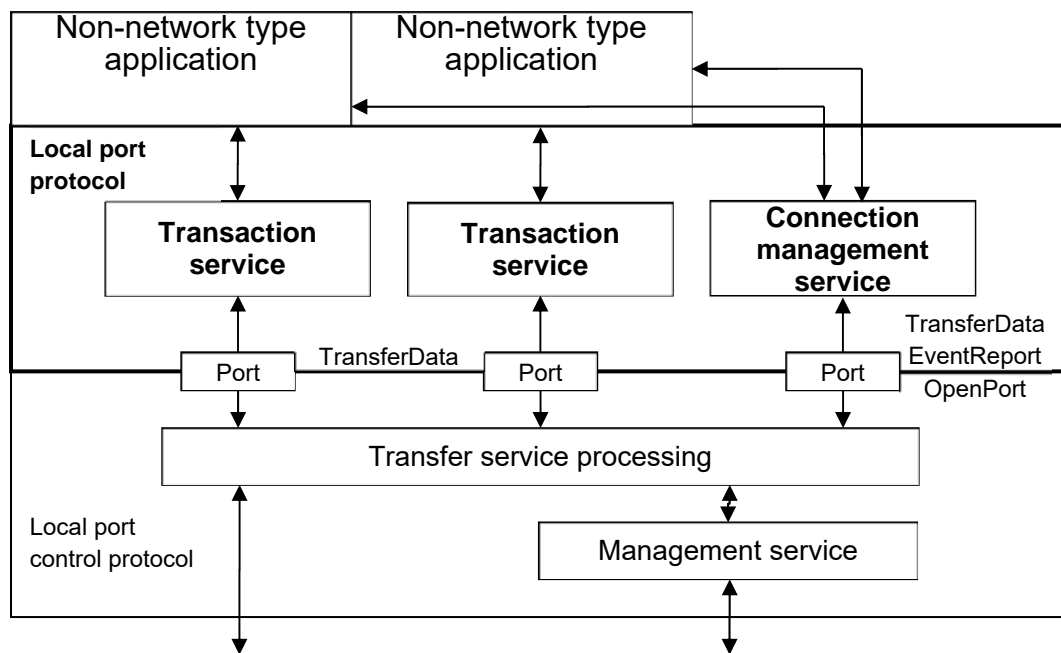 Non-network type
application
Non-network type
application
Local port
protocol
Transaction
service
Transaction
service
Connection
management
service
TransferData
EventReport
OpenPort
Port
TransferData
Port
Port
Transfer service processing
Local port
control protocol
Management service